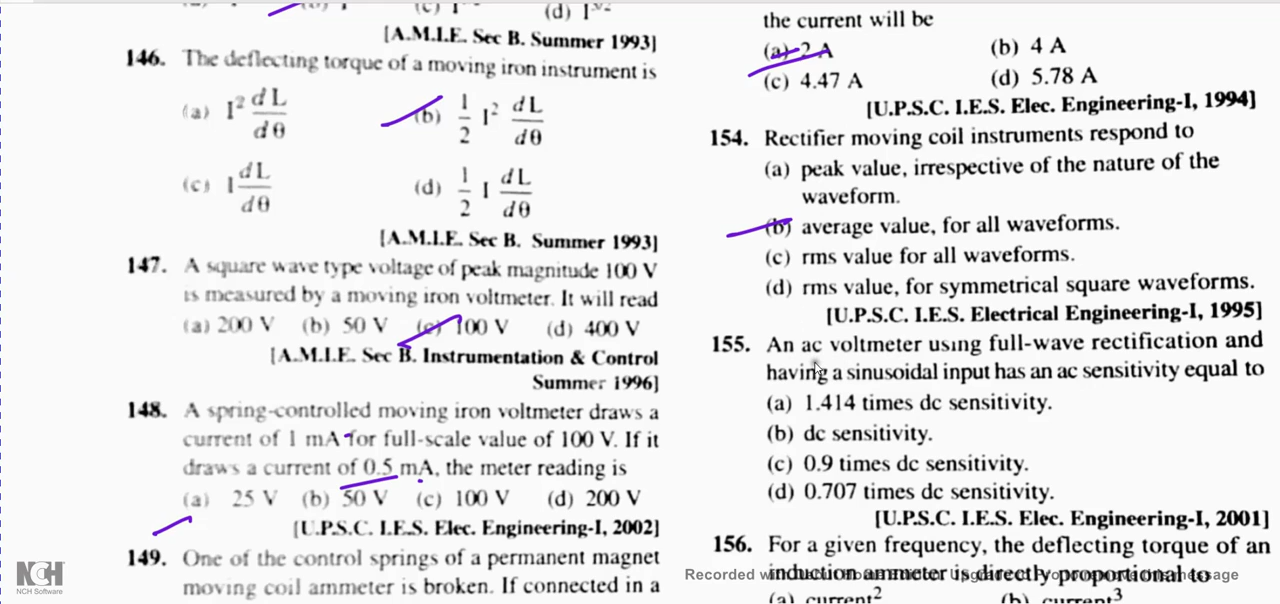 (d) I
[A.M.I.E. Sec B. Summer 1993]
146. The deflecting torque of a moving iron instrument is
(a) I² dL/dθ (b) 1/2 I² dL/dθ
(c) I dL/dθ (d) 1/2 I dL/dθ
[A.M.I.E. Sec B. Summer 1993]
147. A square wave type voltage of peak magnitude 100 V
is measured by a moving iron voltmeter. It will read
(a) 200 V (b) 50 V (c) 100 V (d) 400 V
[A.M.I.E. Sec B. Instrumentation & Control
Summer 1996]
148. A spring-controlled moving iron voltmeter draws a
current of 1 mA for full-scale value of 100 V. If it
draws a current of 0.5 mA, the meter reading is
(a) 25 V (b) 50 V (c) 100 V (d) 200 V
[U.P.S.C. I.E.S. Elec. Engineering-I, 2002]
149. One of the control springs of a permanent magnet
moving coil ammeter is broken. If connected in a
the current will be
(a) 2 A (b) 4 A
(c) 4.47 A (d) 5.78 A
[U.P.S.C. I.E.S. Elec. Engineering-I, 1994]
154. Rectifier moving coil instruments respond to
(a) peak value, irrespective of the nature of the
waveform.
(b) average value, for all waveforms.
(c) rms value for all waveforms.
(d) rms value, for symmetrical square waveforms.
[U.P.S.C. I.E.S. Electrical Engineering-I, 1995]
155. An ac voltmeter using full-wave rectification and
having a sinusoidal input has an ac sensitivity equal to
(a) 1.414 times dc sensitivity.
(b) dc sensitivity.
(c) 0.9 times dc sensitivity.
(d) 0.707 times dc sensitivity.
[U.P.S.C. I.E.S. Elec. Engineering-I, 2001]
156. For a given frequency, the deflecting torque of an
induction ammeter is directly proportional to
(a) current² (b) current³
NCH
NCH Software
Recorded message